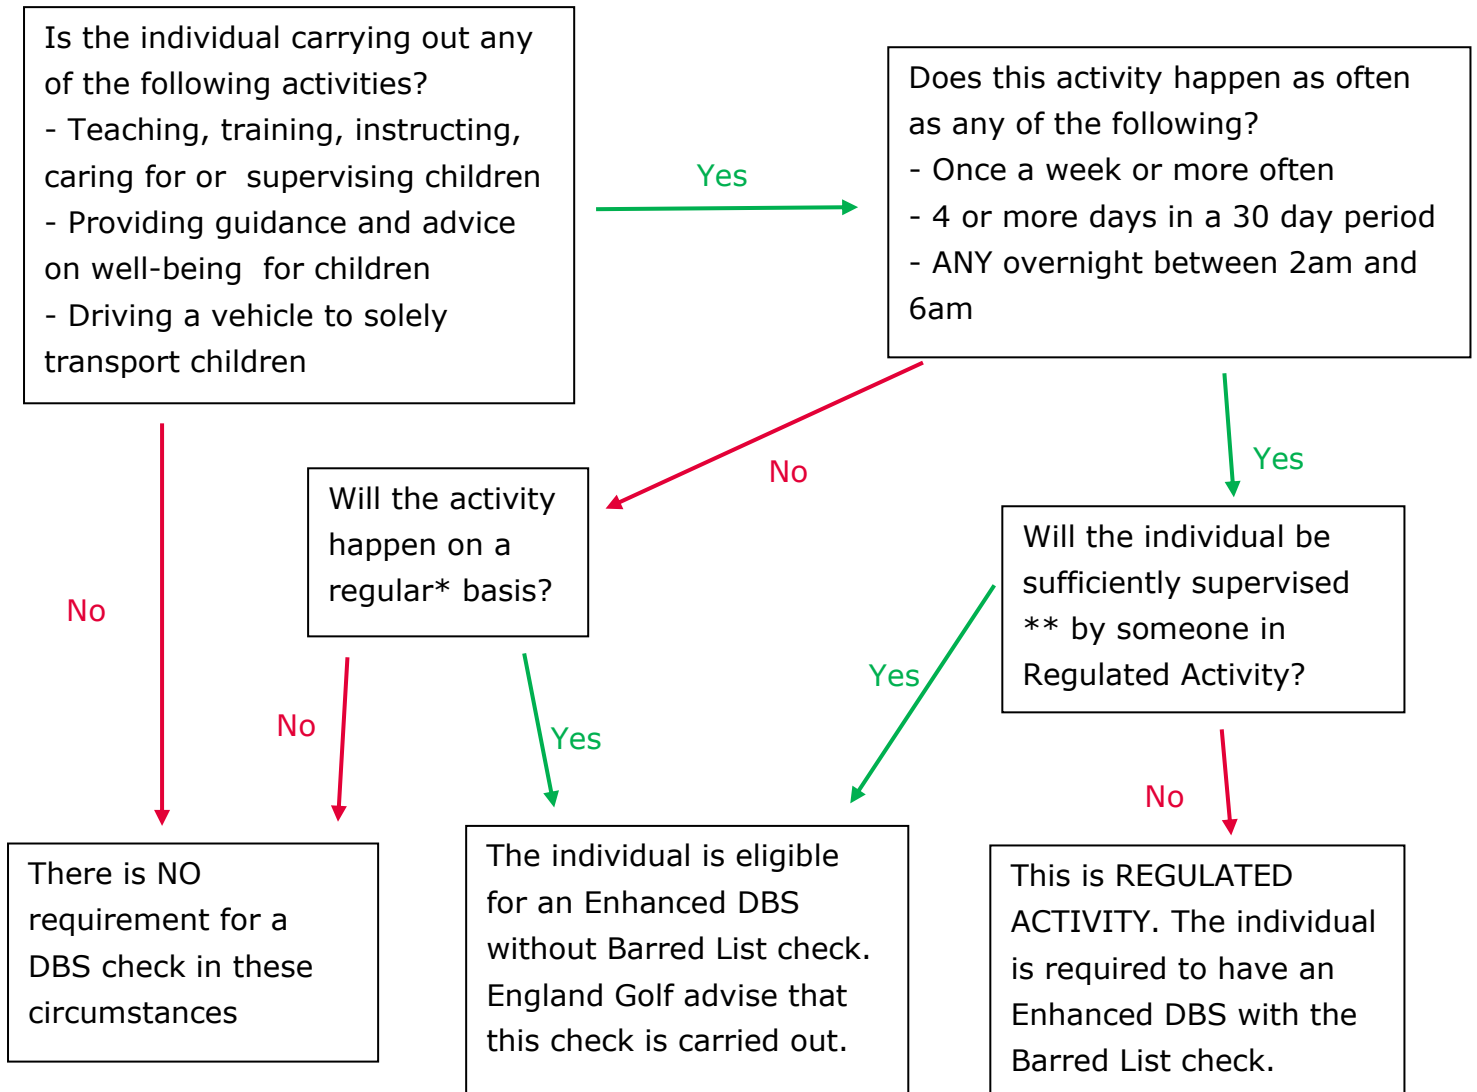 Is the individual carrying out any
of the following activities?
- Teaching, training, instructing,
caring for or  supervising children
- Providing guidance and advice
on well-being  for children
- Driving a vehicle to solely
transport children
Yes
Does this activity happen as often
as any of the following?
- Once a week or more often
- 4 or more days in a 30 day period
- ANY overnight between 2am and
6am
No
No
Yes
Will the activity
happen on a
regular* basis?
Will the individual be
sufficiently supervised
** by someone in
Regulated Activity?
No
Yes
Yes
No
There is NO
requirement for a
DBS check in these
circumstances
The individual is eligible
for an Enhanced DBS
without Barred List check.
England Golf advise that
this check is carried out.
This is REGULATED
ACTIVITY. The individual
is required to have an
Enhanced DBS with the
Barred List check.